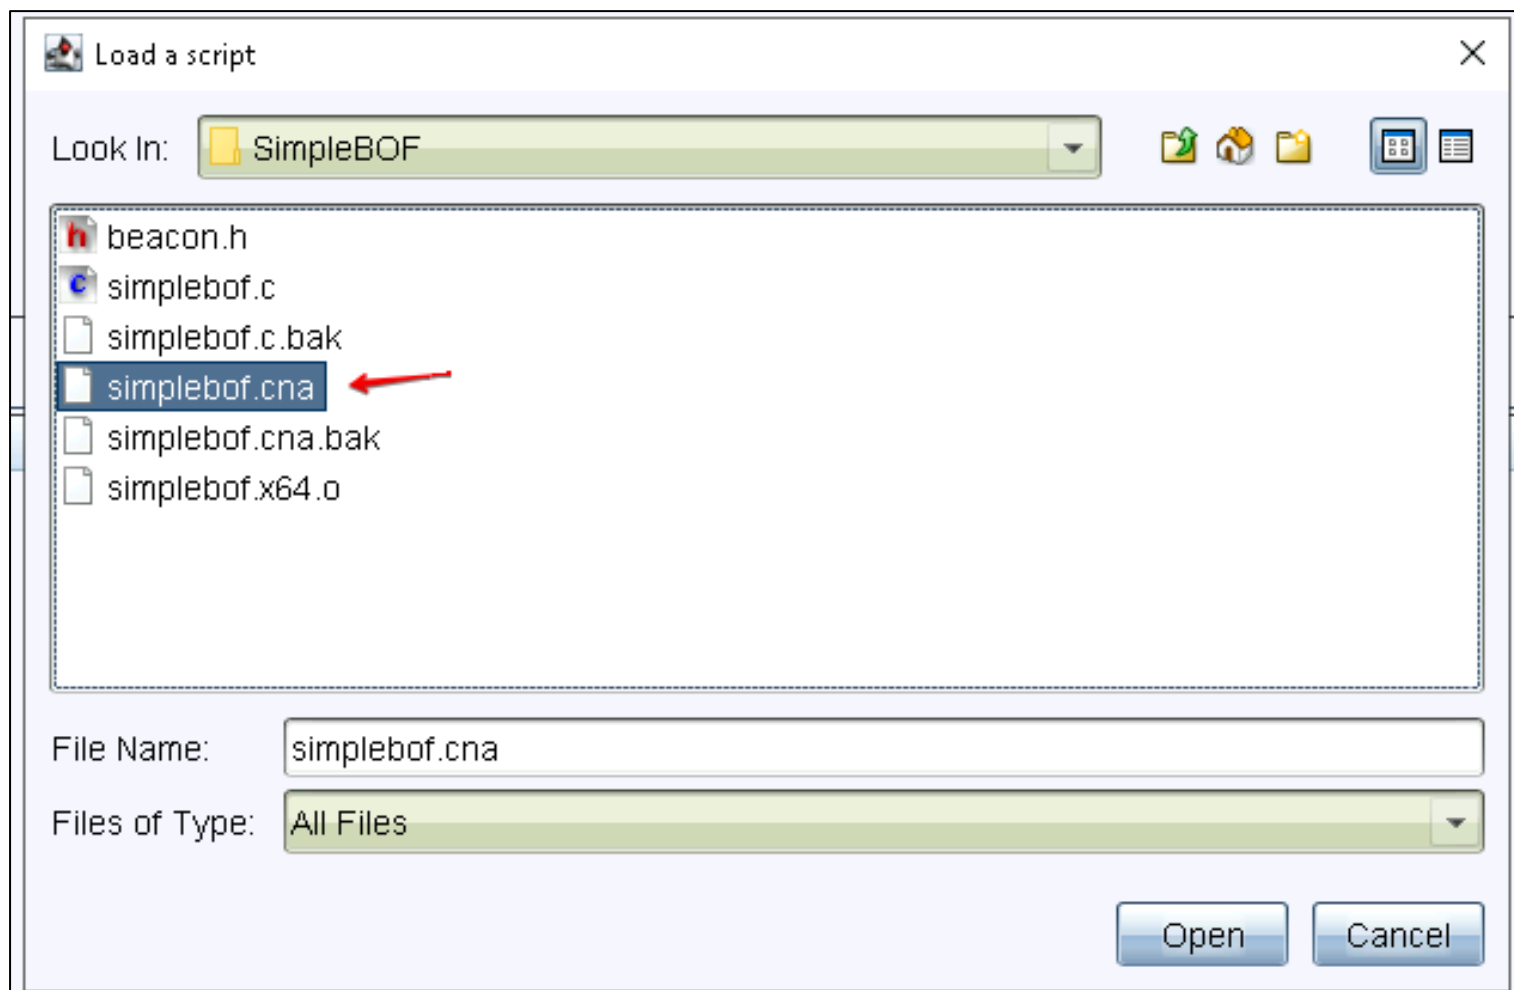 Load a script
Look In: SimpleBOF
h beacon.h
c simplebof.c
simplebof.c.bak
simplebof.cna
simplebof.cna.bak
simplebof.x64.o
File Name: simplebof.cna
Files of Type: All Files
Open Cancel